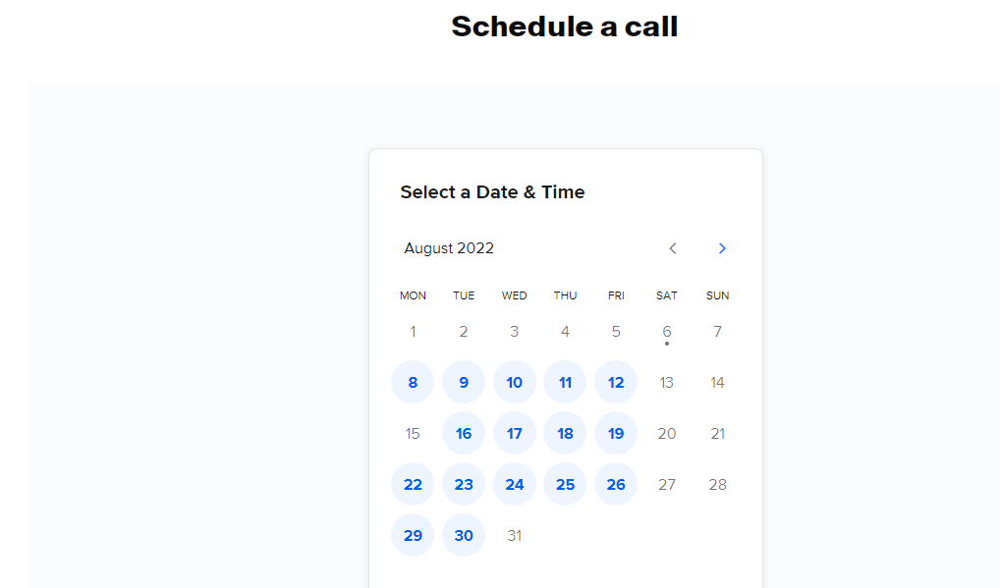 Schedule a call
Select a Date & Time
August 2022
MON TUE WED THU FRI SAT SUN
1 2 3 4 5 6 7
8 9 10 11 12 13 14
15 16 17 18 19 20 21
22 23 24 25 26 27 28
29 30 31